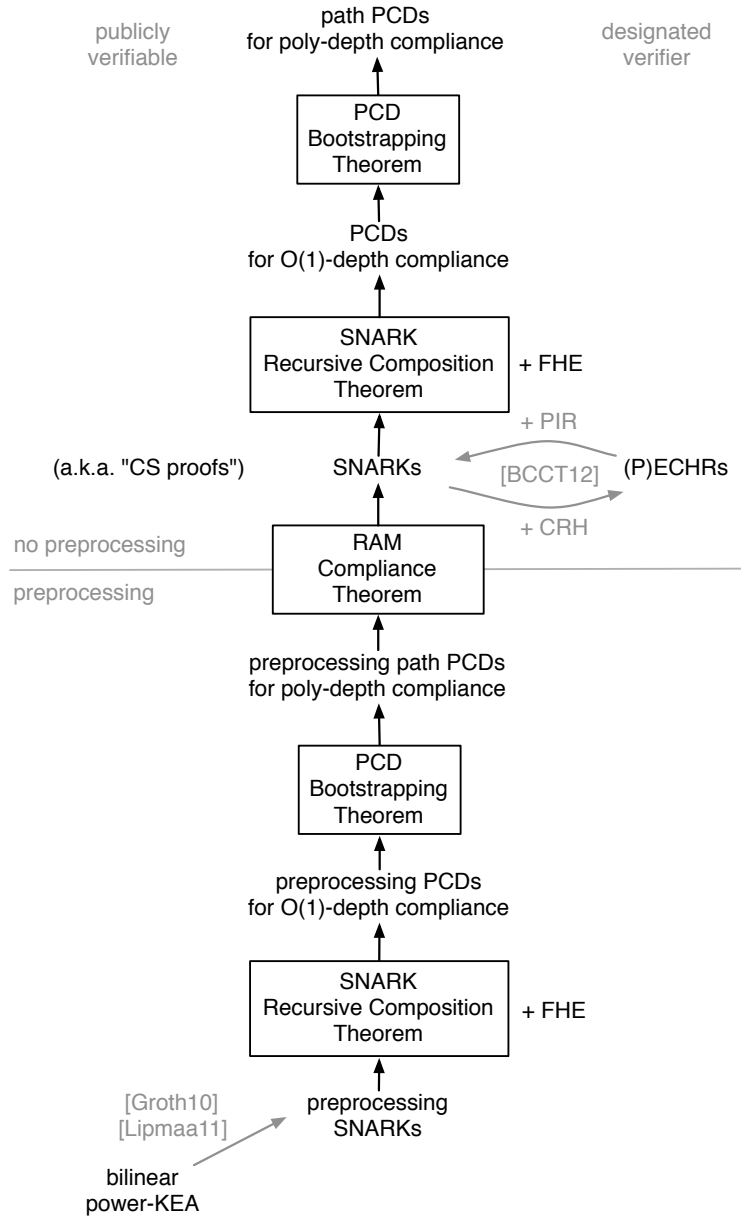 publicly
verifiable
path PCDs
for poly-depth compliance
designated
verifier
PCD
Bootstrapping
Theorem
PCDs
for O(1)-depth compliance
SNARK
Recursive Composition
Theorem
+ FHE
+ PIR
(a.k.a. "CS proofs")
SNARKs
[BCCT12]
(P)ECHRs
+ CRH
no preprocessing
preprocessing
RAM
Compliance
Theorem
preprocessing path PCDs
for poly-depth compliance
PCD
Bootstrapping
Theorem
preprocessing PCDs
for O(1)-depth compliance
SNARK
Recursive Composition
Theorem
+ FHE
[Groth10]
[Lipmaa11]
preprocessing
SNARKs
bilinear
power-KEA